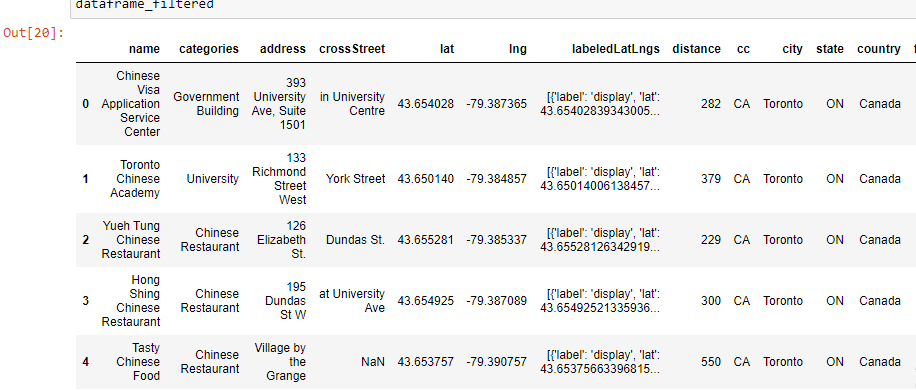 dataframe_filtered
Out[20]:
name categories address crossStreet lat lng labeledLatLngs distance cc city state country
0 Chinese Visa Application Service Center Government Building 393 University Ave, Suite 1501 in University Centre 43.654028 -79.387365 [{'label': 'display', 'lat': 43.65402839343005... 282 CA Toronto ON Canada
1 Toronto Chinese Academy University 133 Richmond Street West York Street 43.650140 -79.384857 [{'label': 'display', 'lat': 43.65014006138457... 379 CA Toronto ON Canada
2 Yueh Tung Chinese Restaurant Chinese Restaurant 126 Elizabeth St. Dundas St. 43.655281 -79.385337 [{'label': 'display', 'lat': 43.65528126342919... 229 CA Toronto ON Canada
3 Hong Shing Chinese Restaurant Chinese Restaurant 195 Dundas St W at University Ave 43.654925 -79.387089 [{'label': 'display', 'lat': 43.65492521335936... 300 CA Toronto ON Canada
4 Tasty Chinese Food Chinese Restaurant Village by the Grange NaN 43.653757 -79.390757 [{'label': 'display', 'lat': 43.65375663396815... 550 CA Toronto ON Canada